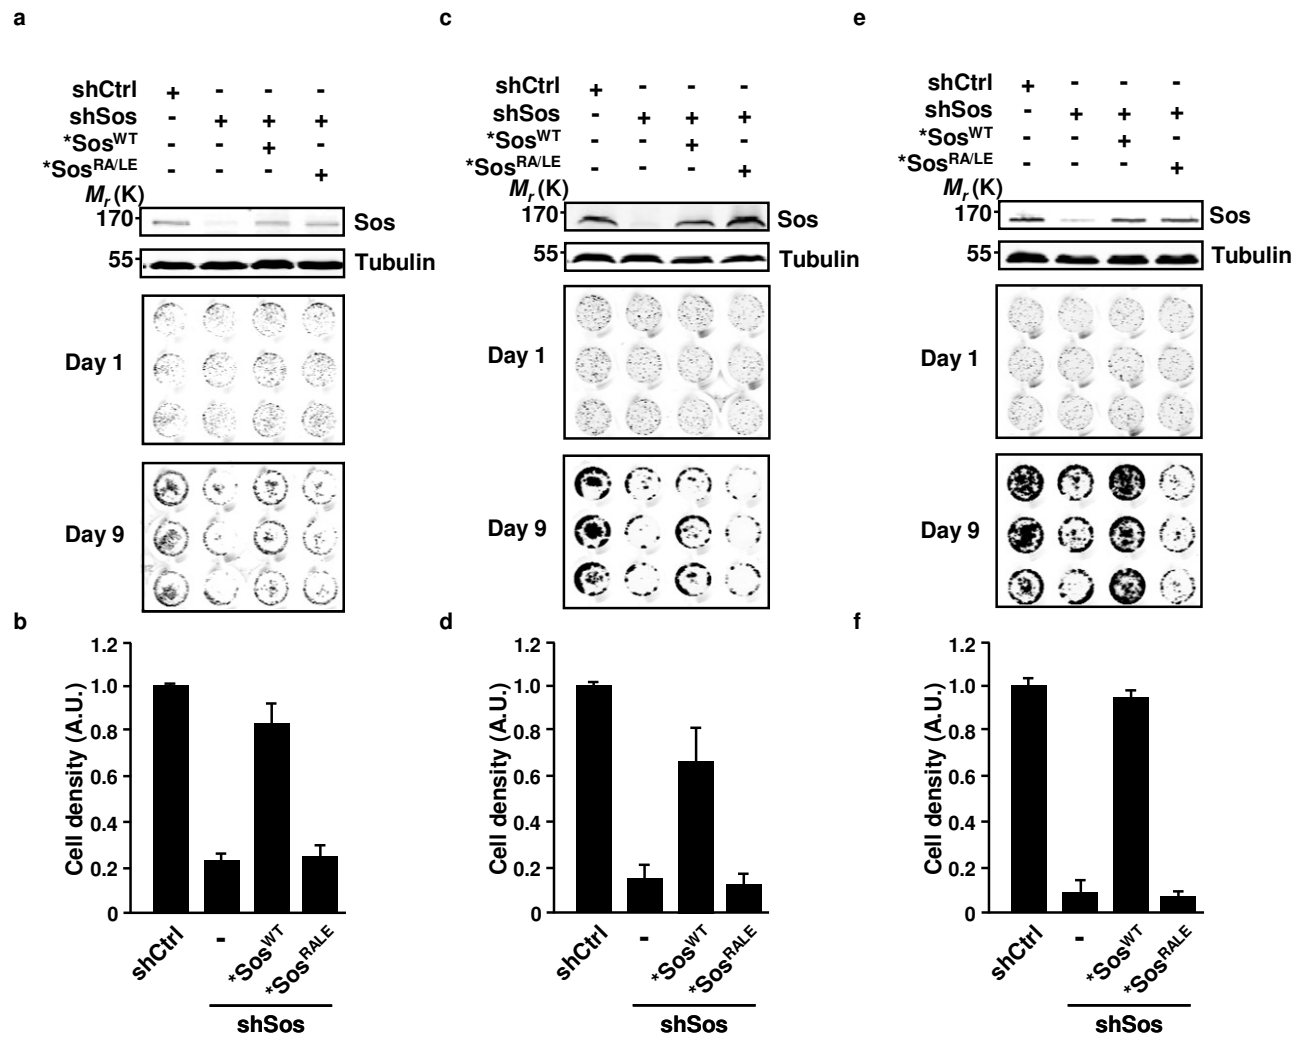 a
shCtrl + - - -
shSos - + + +
*Sos^WT - - + -
*Sos^RA/LE - - - +
M_r (K)
170 Sos
55 Tubulin
Day 1
Day 9
b
1.2
1.0
0.8
0.6
0.4
0.2
0
Cell density (A.U.)
shCtrl - *Sos^WT *Sos^RALE
shSos
c
shCtrl + - - -
shSos - + + +
*Sos^WT - - + -
*Sos^RA/LE - - - +
M_r (K)
170 Sos
55 Tubulin
Day 1
Day 9
d
1.2
1.0
0.8
0.6
0.4
0.2
0
Cell density (A.U.)
shCtrl - *Sos^WT *Sos^RALE
shSos
e
shCtrl + - - -
shSos - + + +
*Sos^WT - - + -
*Sos^RA/LE - - - +
M_r (K)
170 Sos
55 Tubulin
Day 1
Day 9
f
1.2
1.0
0.8
0.6
0.4
0.2
0
Cell density (A.U.)
shCtrl - *Sos^WT *Sos^RALE
shSos